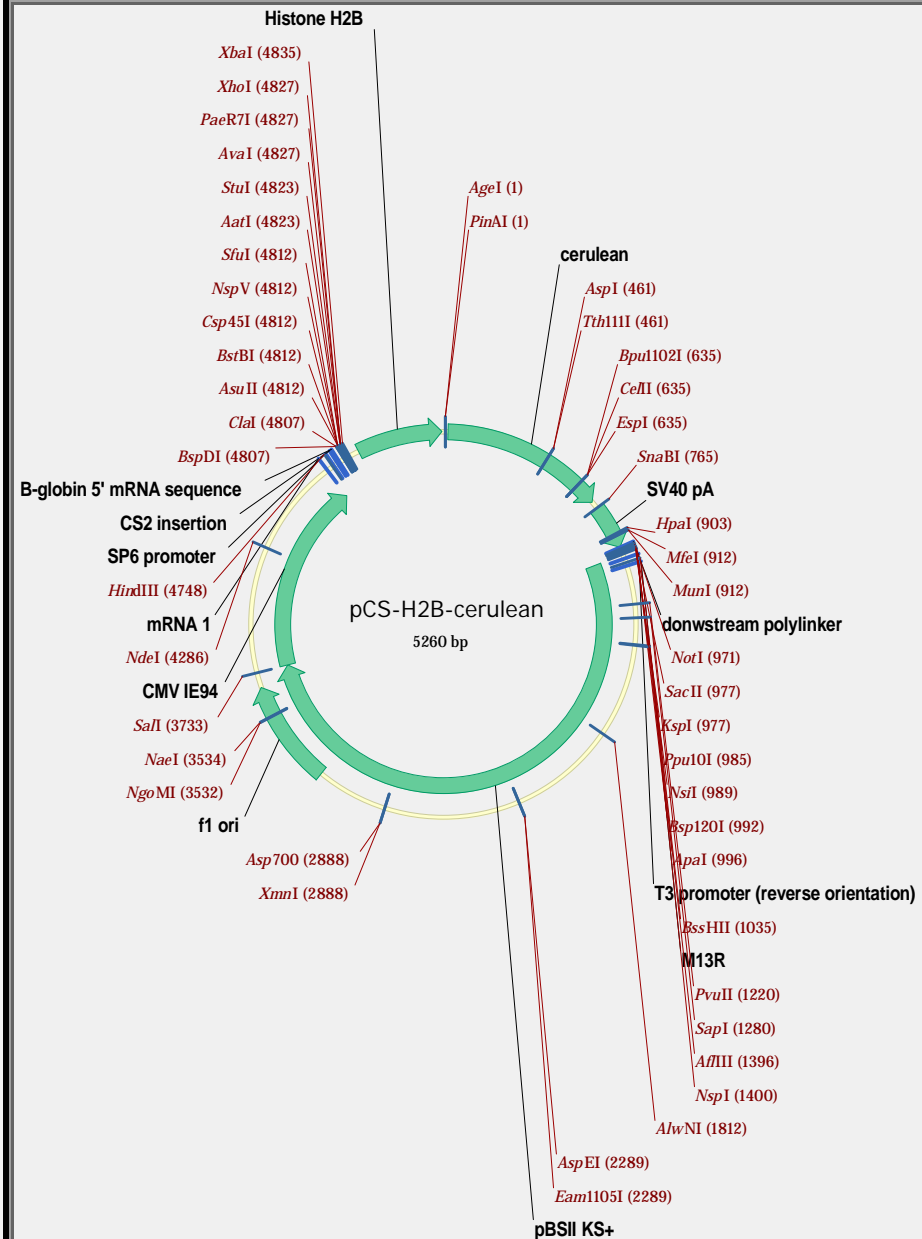 Histone H2B
XbaI (4835)
XhoI (4827)
PaeR7I (4827)
AvaI (4827)
StuI (4823)
AatI (4823)
SfuI (4812)
NspV (4812)
Csp45I (4812)
BstBI (4812)
AsuII (4812)
ClaI (4807)
BspDI (4807)
B-globin 5' mRNA sequence
CS2 insertion
SP6 promoter
HindIII (4748)
mRNA 1
NdeI (4286)
CMV IE94
SalI (3733)
NaeI (3534)
NgoMI (3532)
f1 ori
Asp700 (2888)
XmnI (2888)
AgeI (1)
PinAI (1)
cerulean
AspI (461)
Tth111I (461)
Bpu1102I (635)
CelII (635)
EspI (635)
SnaBI (765)
SV40 pA
HpaI (903)
MfeI (912)
MunI (912)
donwstream polylinker
NotI (971)
SacII (977)
KspI (977)
Ppu10I (985)
NsiI (989)
Bsp120I (992)
ApaI (996)
T3 promoter (reverse orientation)
BssHII (1035)
M13R
PvuII (1220)
SapI (1280)
AflIII (1396)
NspI (1400)
AlwNI (1812)
AspEI (2289)
Eam1105I (2289)
pBSII KS+
pCS-H2B-cerulean
5260 bp